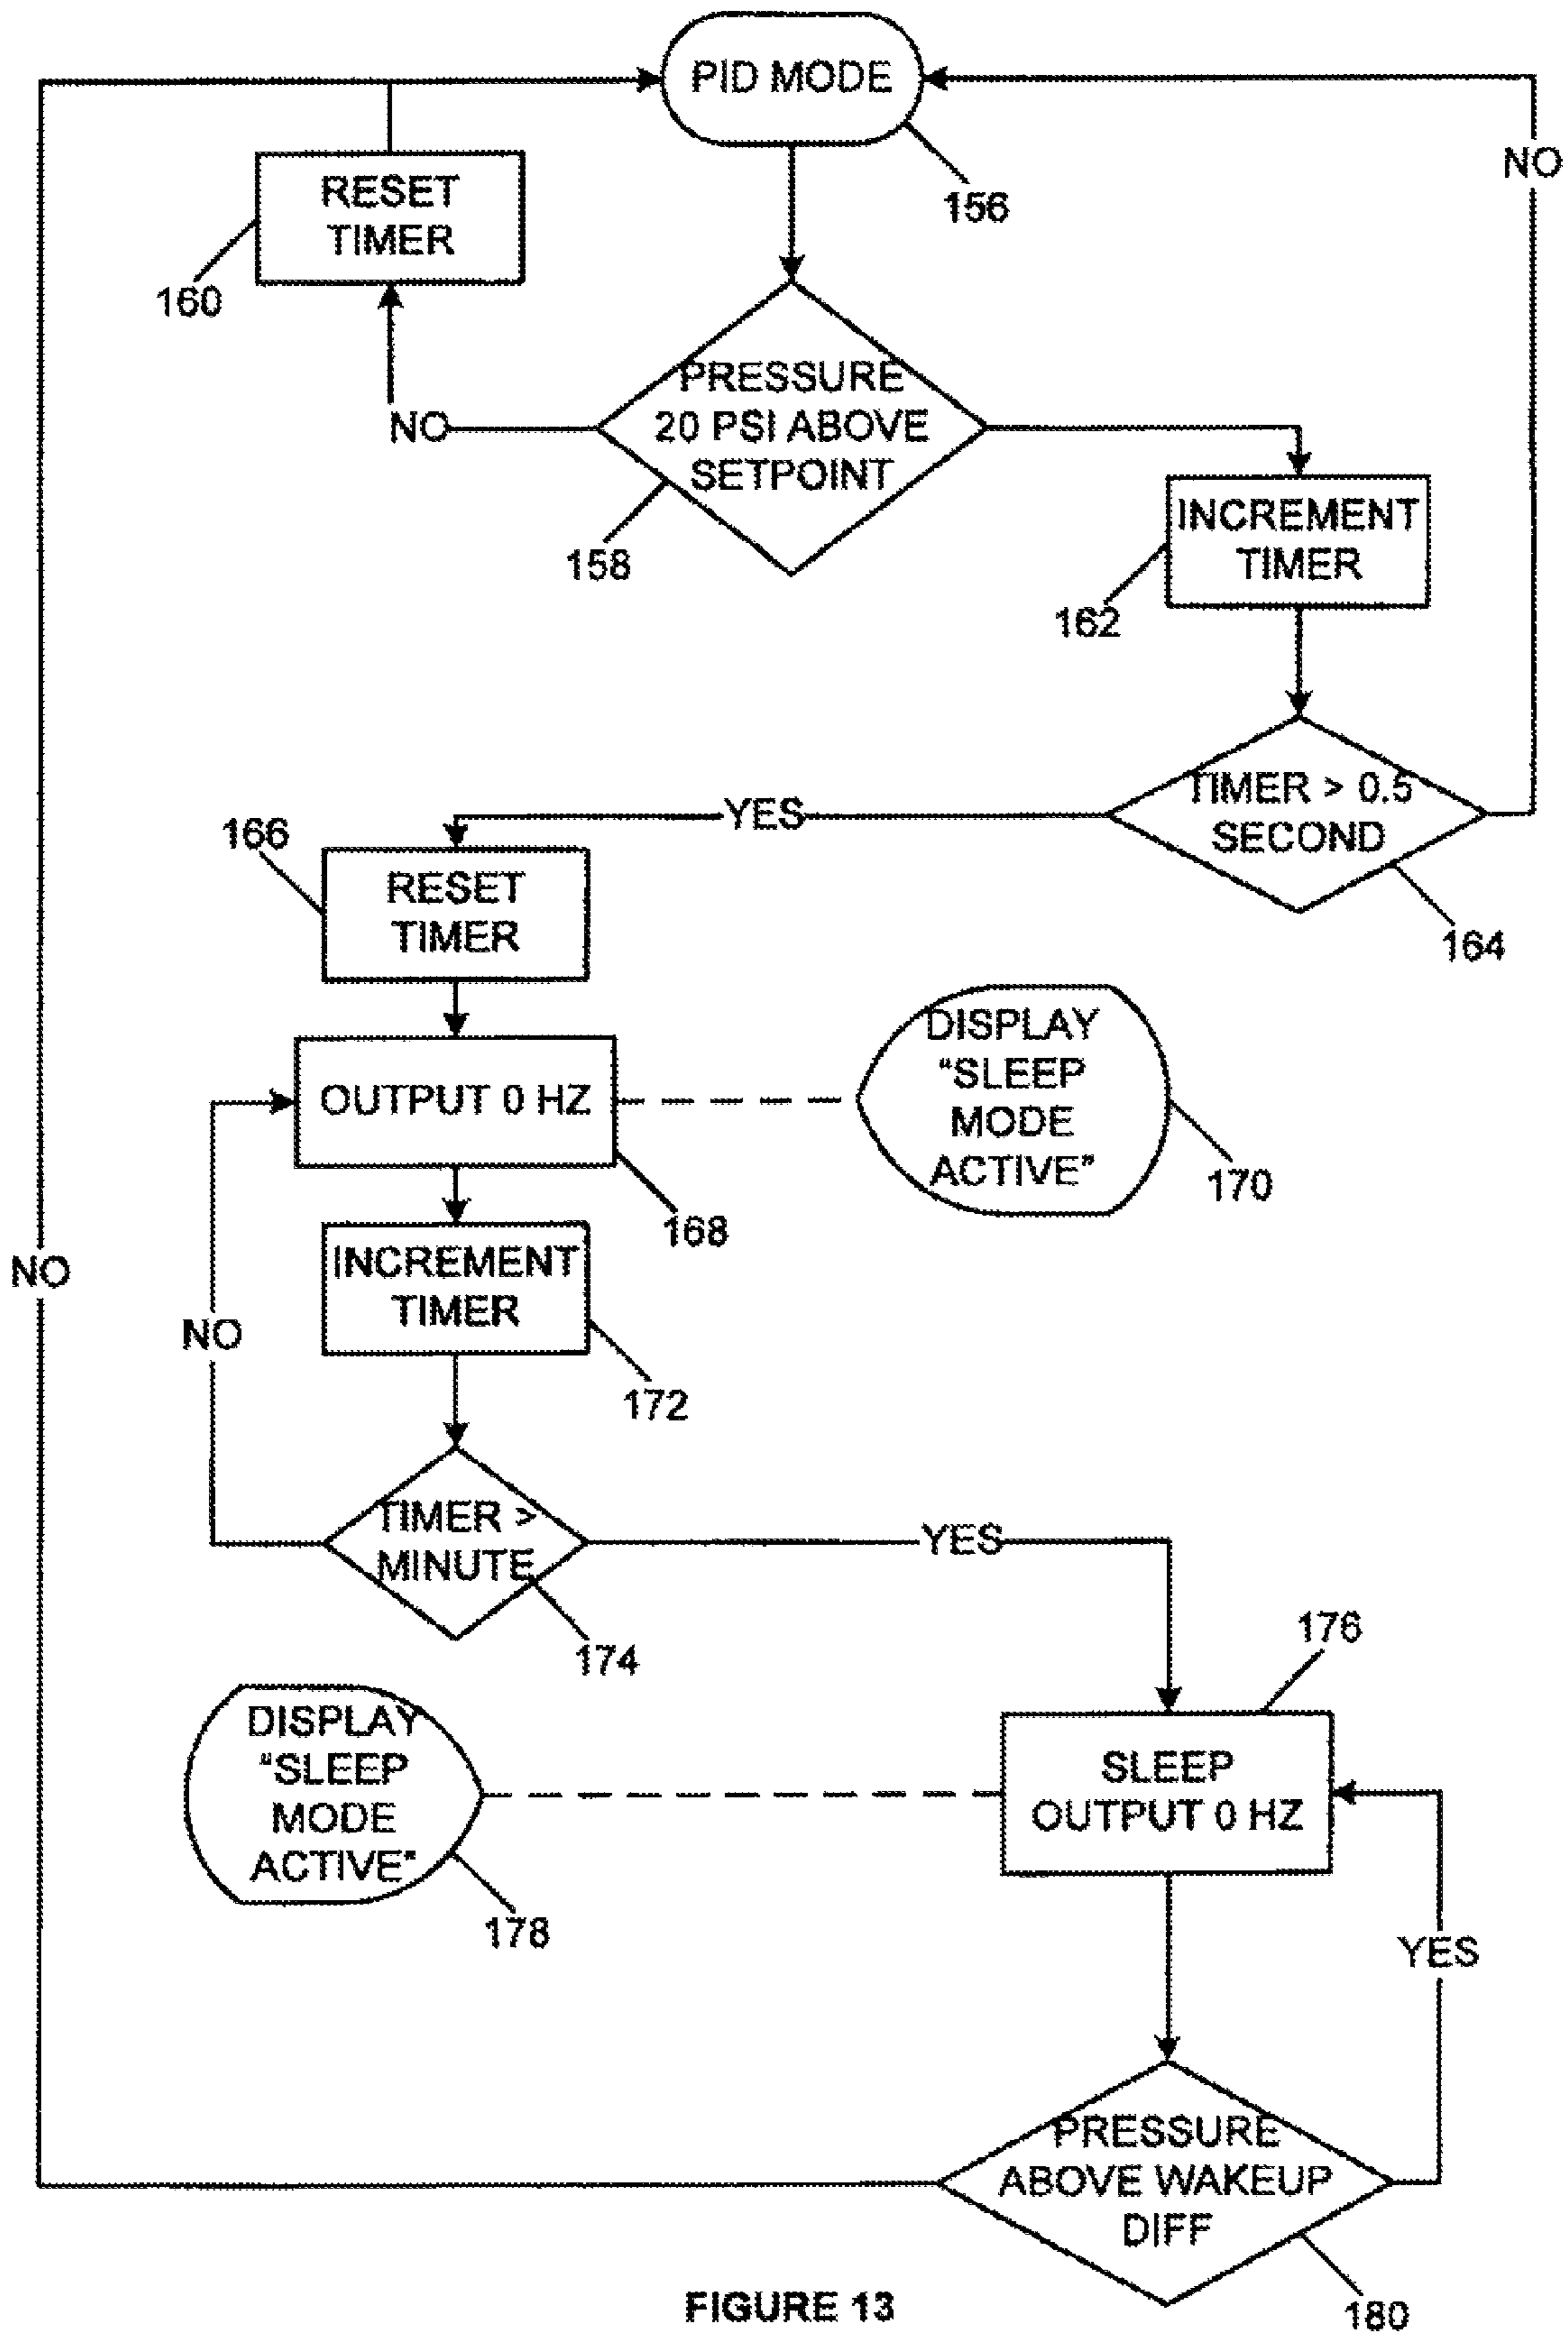 PID MODE
NO
RESET
TIMER
156
160
PRESSURE
20 PSI ABOVE
SETPOINT
NO
158
INCREMENT
TIMER
162
TIMER > 0.5
SECOND
YES
164
166
RESET
TIMER
OUTPUT 0 HZ
DISPLAY
“SLEEP
MODE
ACTIVE”
170
168
NO
INCREMENT
TIMER
NO
172
TIMER >
MINUTE
YES
174
176
DISPLAY
“SLEEP
MODE
ACTIVE”
178
SLEEP
OUTPUT 0 HZ
YES
PRESSURE
ABOVE WAKEUP
DIFF
180
FIGURE 13